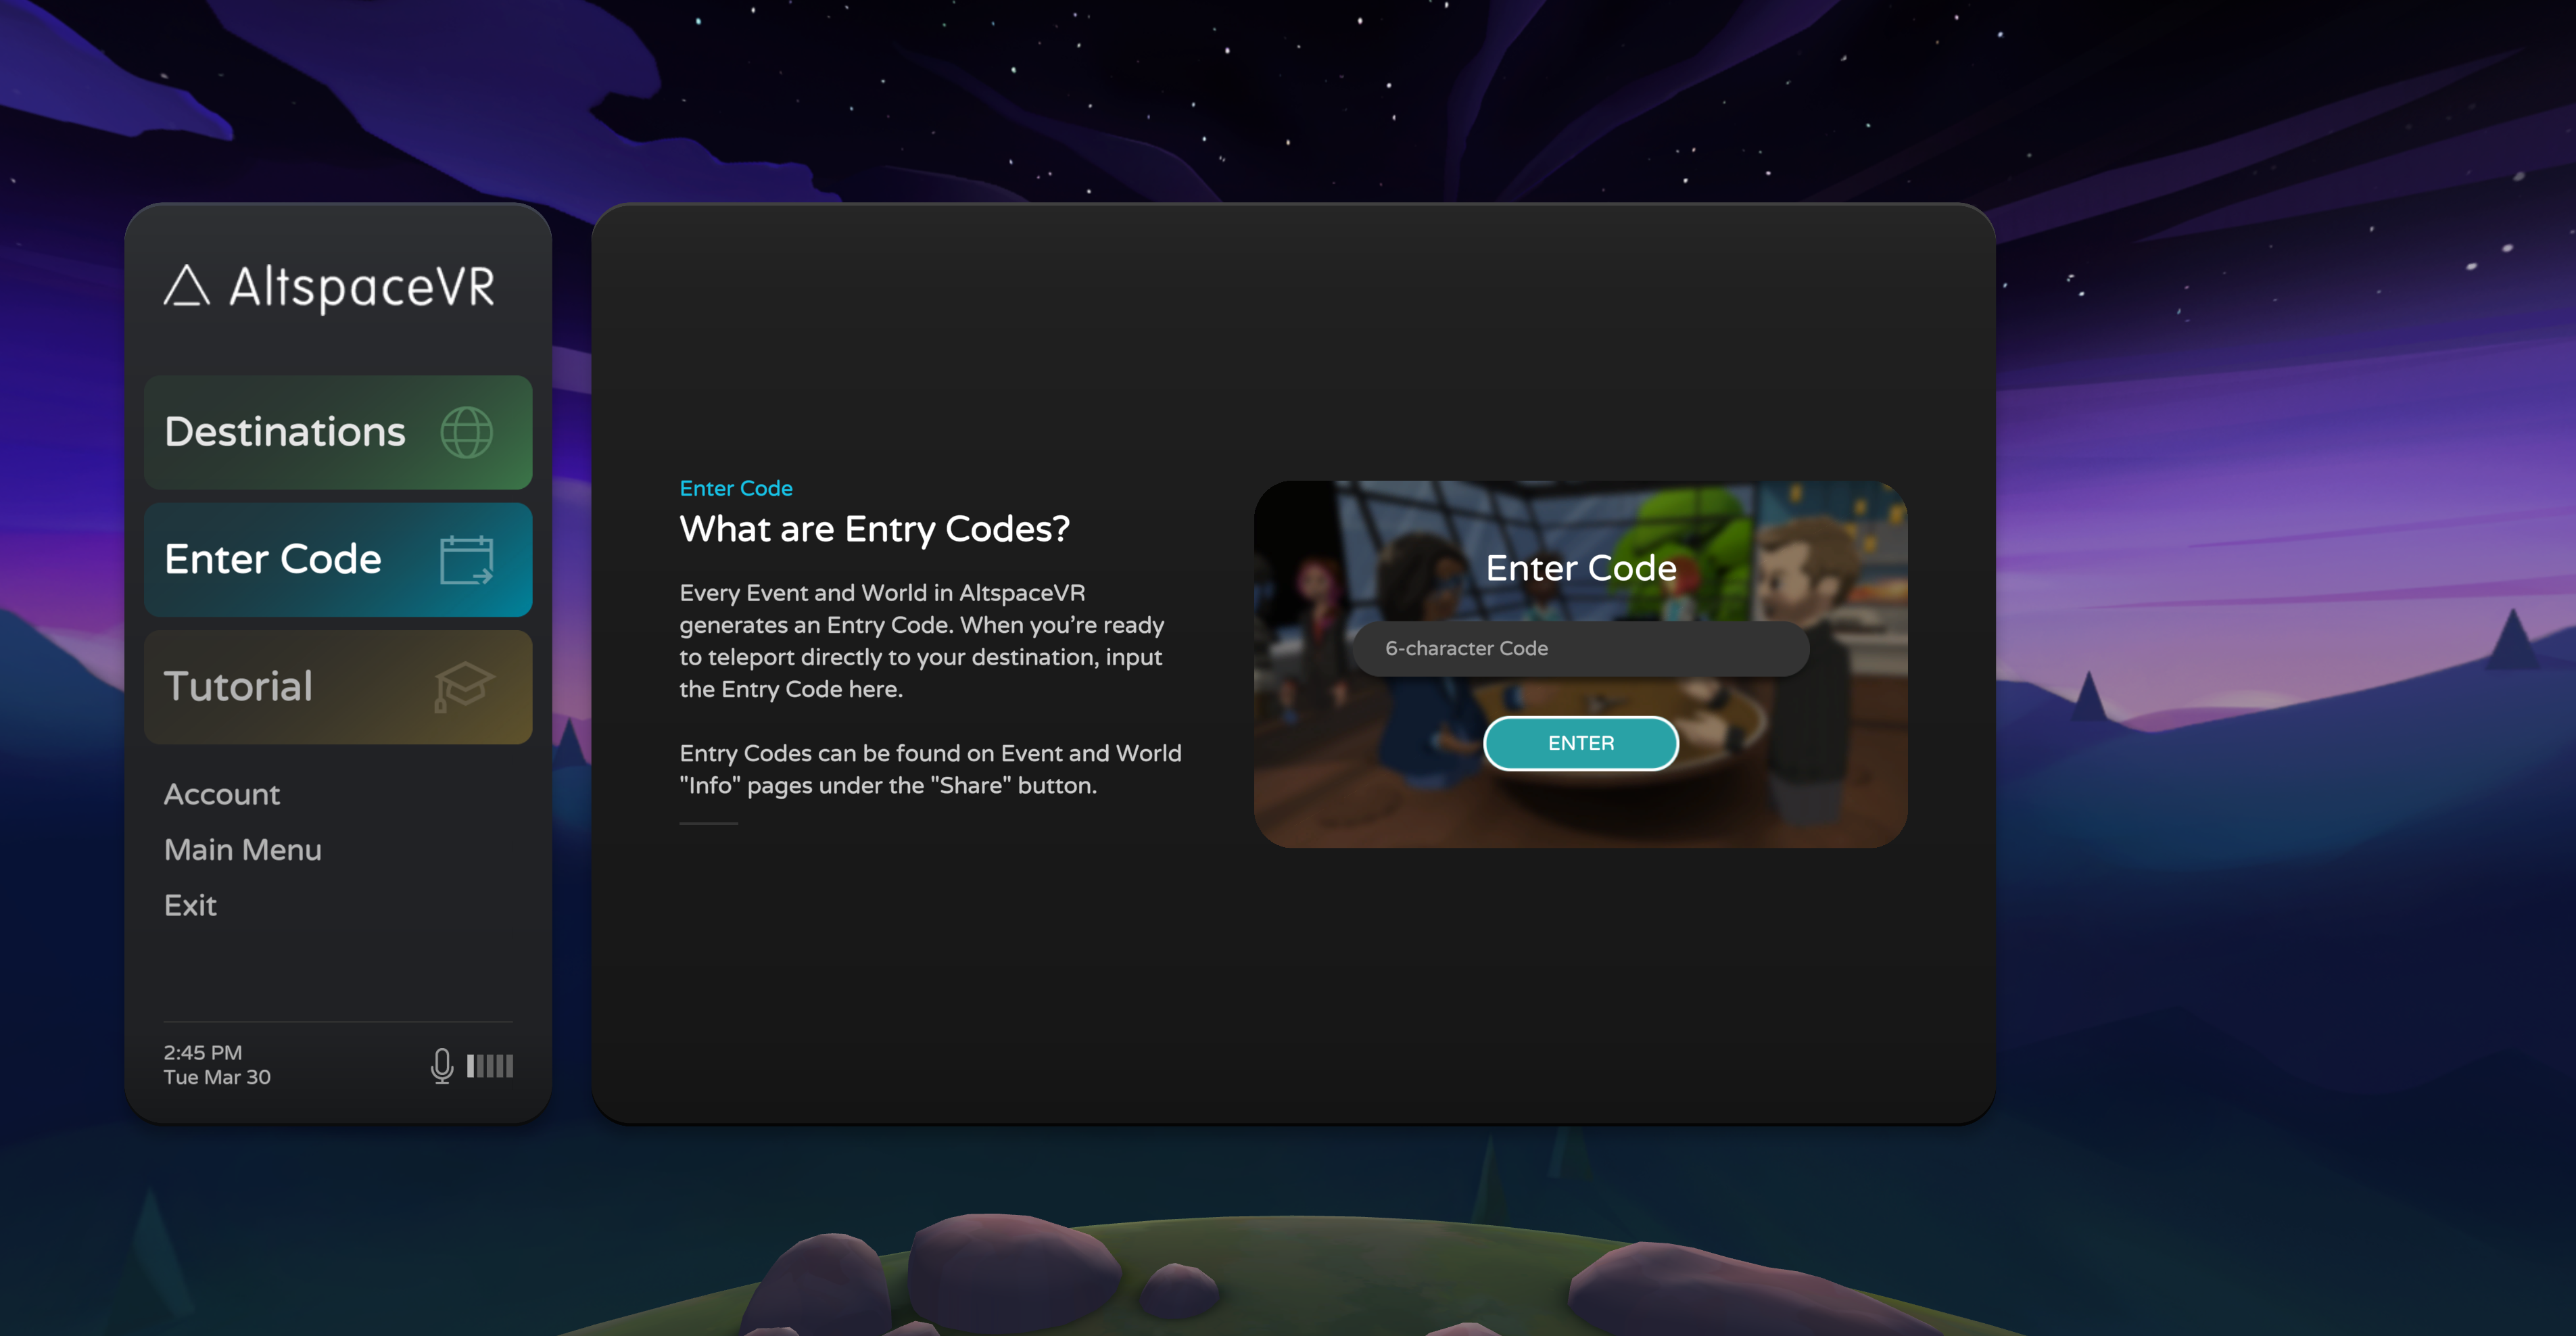 AltspaceVR
Destinations
Enter Code
Tutorial
Account
Main Menu
Exit
2:45 PM
Tue Mar 30
Enter Code
What are Entry Codes?
Every Event and World in AltspaceVR
generates an Entry Code. When you’re ready
to teleport directly to your destination, input
the Entry Code here.
Entry Codes can be found on Event and World
"Info" pages under the "Share" button.
Enter Code
6-character Code
ENTER